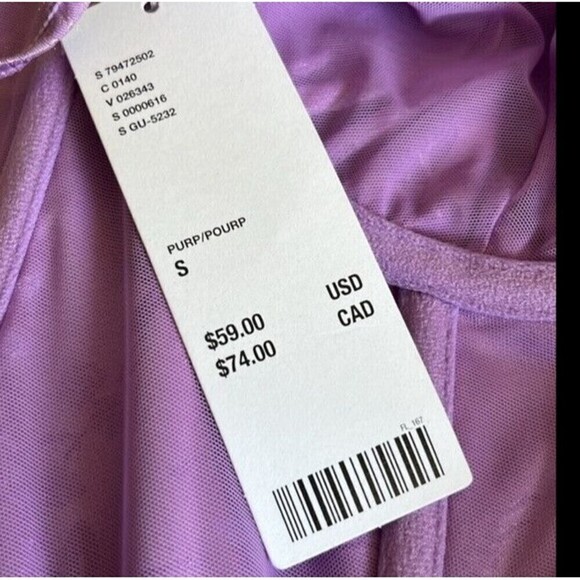 S 79472502
C 0140
V 026343
S 0000616
S GU-5232
PURP/POURP
S
$59.00 USD
$74.00 CAD
FL_167